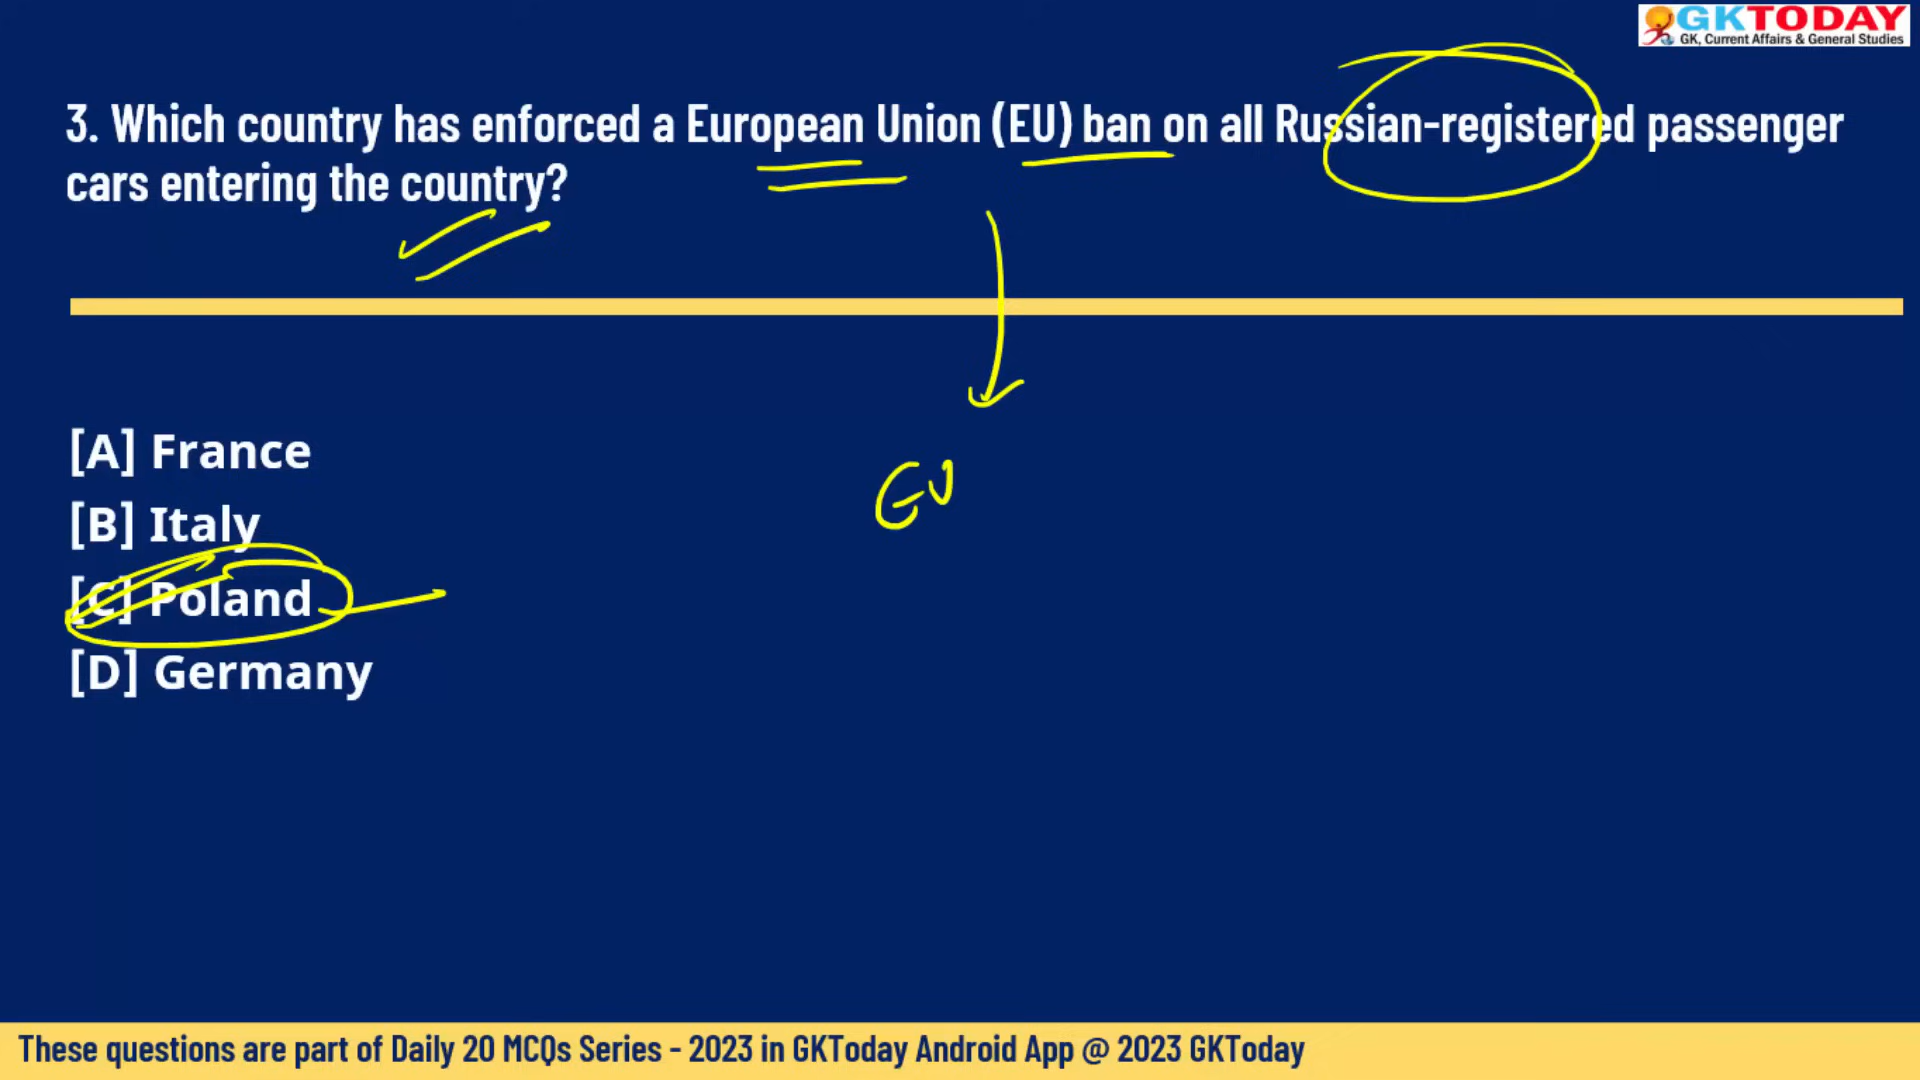 GKTODAY
GK, Current Affairs & General Studies
3. Which country has enforced a European Union (EU) ban on all Russian-registered passenger
cars entering the country?
[A] France
EU
[B] Italy
[C] Poland
[D] Germany
These questions are part of Daily 20 MCQs Series - 2023 in GKToday Android App @ 2023 GKToday